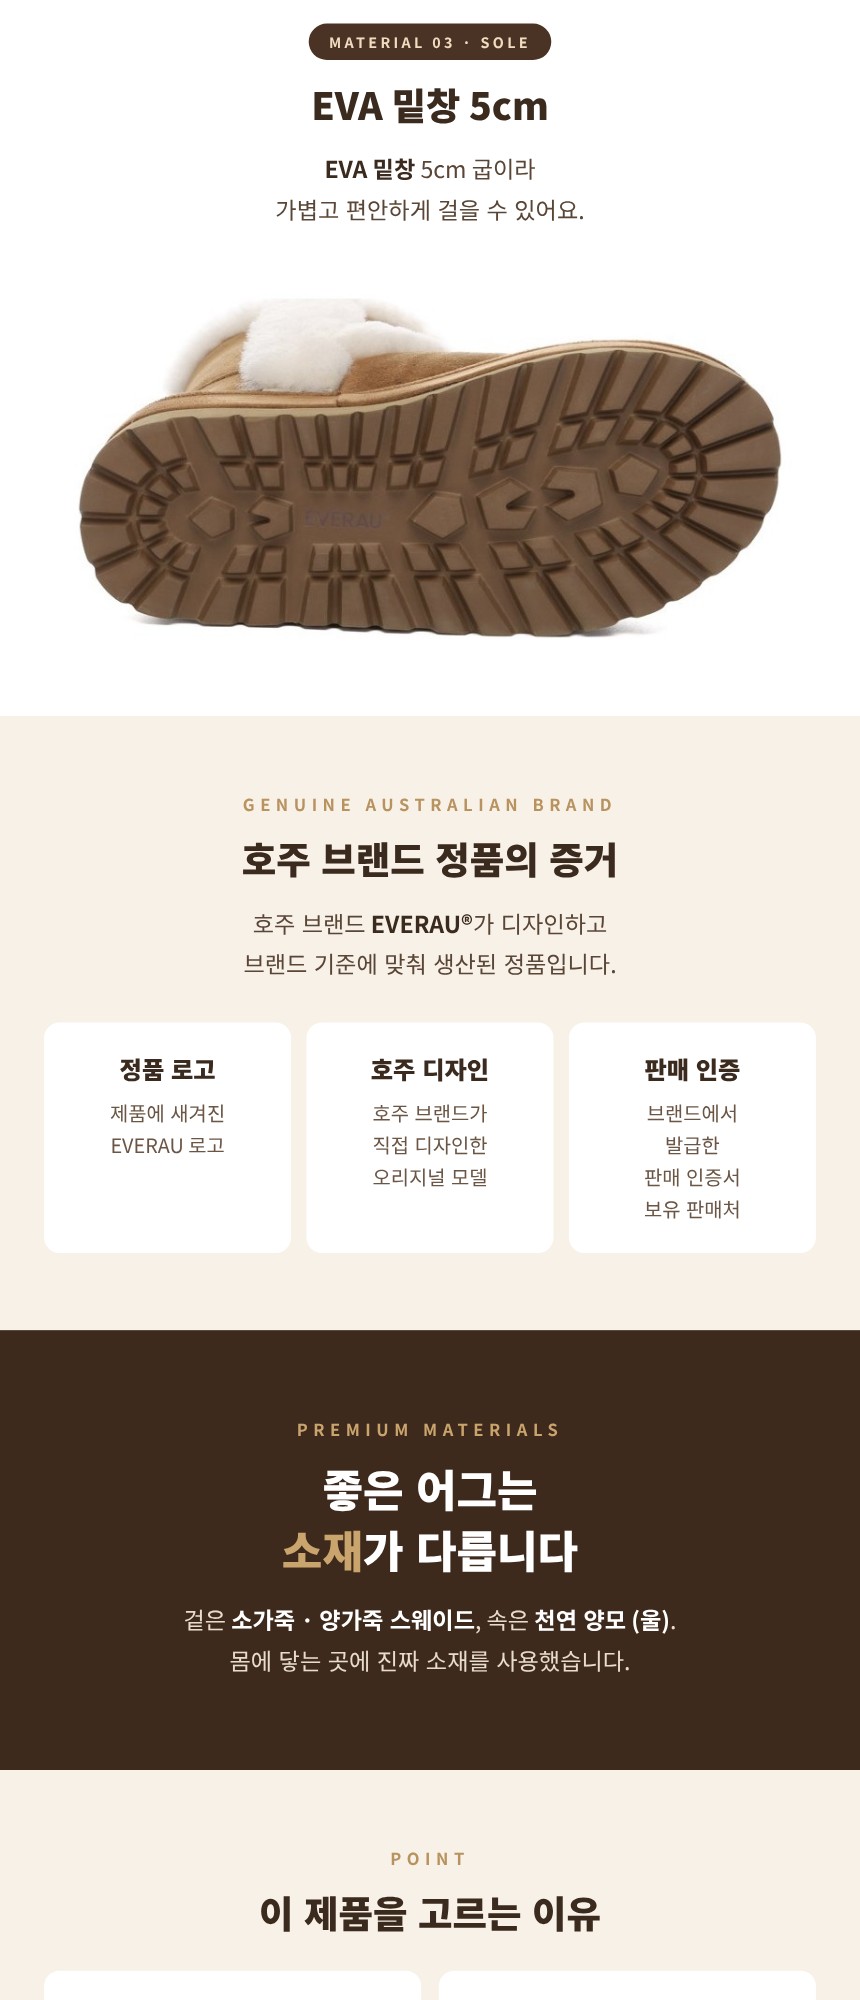 MATERIAL 03 · SOLE
EVA 밑창 5cm
EVA 밑창 5cm 굽이라
가볍고 편안하게 걸을 수 있어요.
EVERAU
GENUINE AUSTRALIAN BRAND
호주 브랜드 정품의 증거
호주 브랜드 EVERAU®가 디자인하고
브랜드 기준에 맞춰 생산된 정품입니다.
정품 로고
제품에 새겨진
EVERAU 로고
호주 디자인
호주 브랜드가
직접 디자인한
오리지널 모델
판매 인증
브랜드에서
발급한
판매 인증서
보유 판매처
PREMIUM MATERIALS
좋은 어그는
소재가 다릅니다
겉은 소가죽 · 양가죽 스웨이드, 속은 천연 양모 (울).
몸에 닿는 곳에 진짜 소재를 사용했습니다.
POINT
이 제품을 고르는 이유